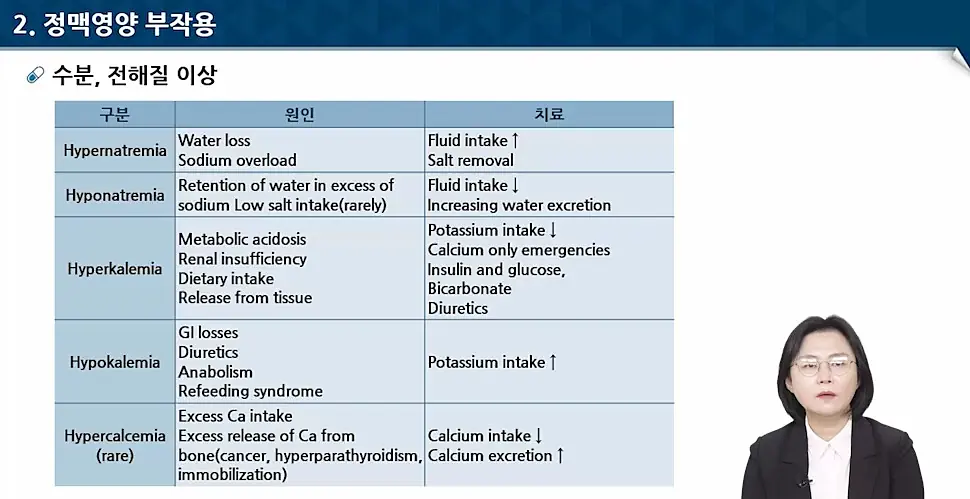 2. 정맥영양 부작용
수분, 전해질 이상
구분 원인 치료
Hypernatremia
Water loss
Sodium overload
Fluid intake↑
Salt removal
Hyponatremia
Retention of water in excess of
sodium Low salt intake(rarely)
Fluid intake↓
Increasing water excretion
Hyperkalemia
Metabolic acidosis
Renal insufficiency
Dietary intake
Release from tissue
Potassium intake↓
Calcium only emergencies
Insulin and glucose,
Bicarbonate
Diuretics
Hypokalemia
GI losses
Diuretics
Anabolism
Refeeding syndrome
Potassium intake↑
Hypercalcemia
(rare)
Excess Ca intake
Excess release of Ca from
bone(cancer, hyperparathyroidism,
immobilization)
Calcium intake↓
Calcium excretion↑